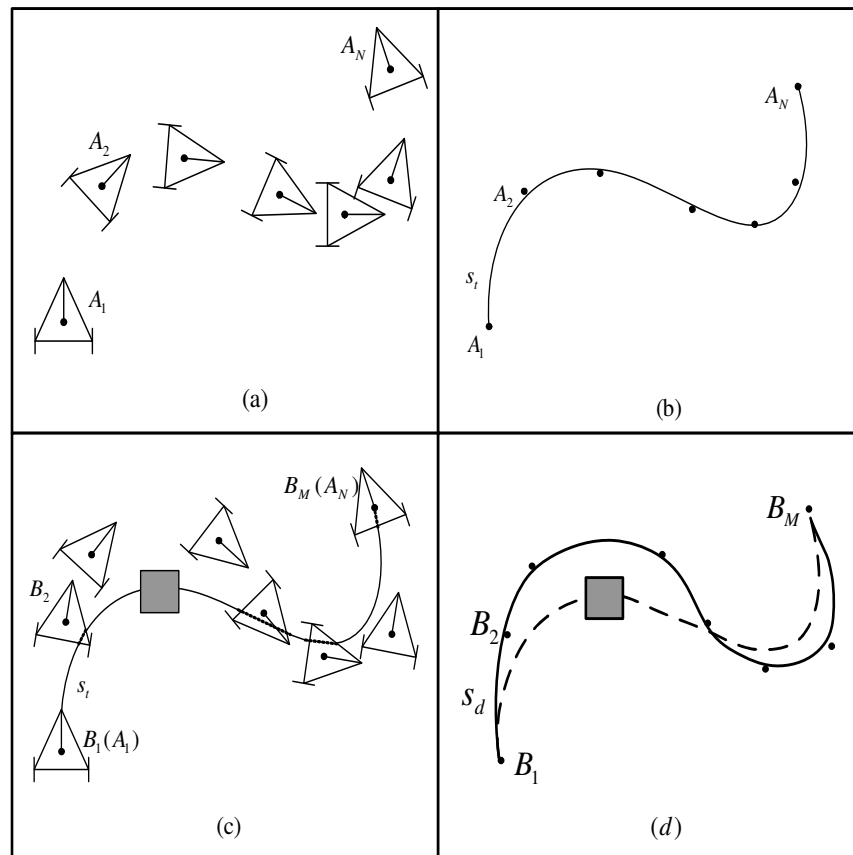 A_N
A_2
A_1
(a)
A_N
A_2
s_t
A_1
(b)
B_M(A_N)
B_2
s_t
B_1(A_1)
(c)
B_M
B_2
s_d
B_1
(d)